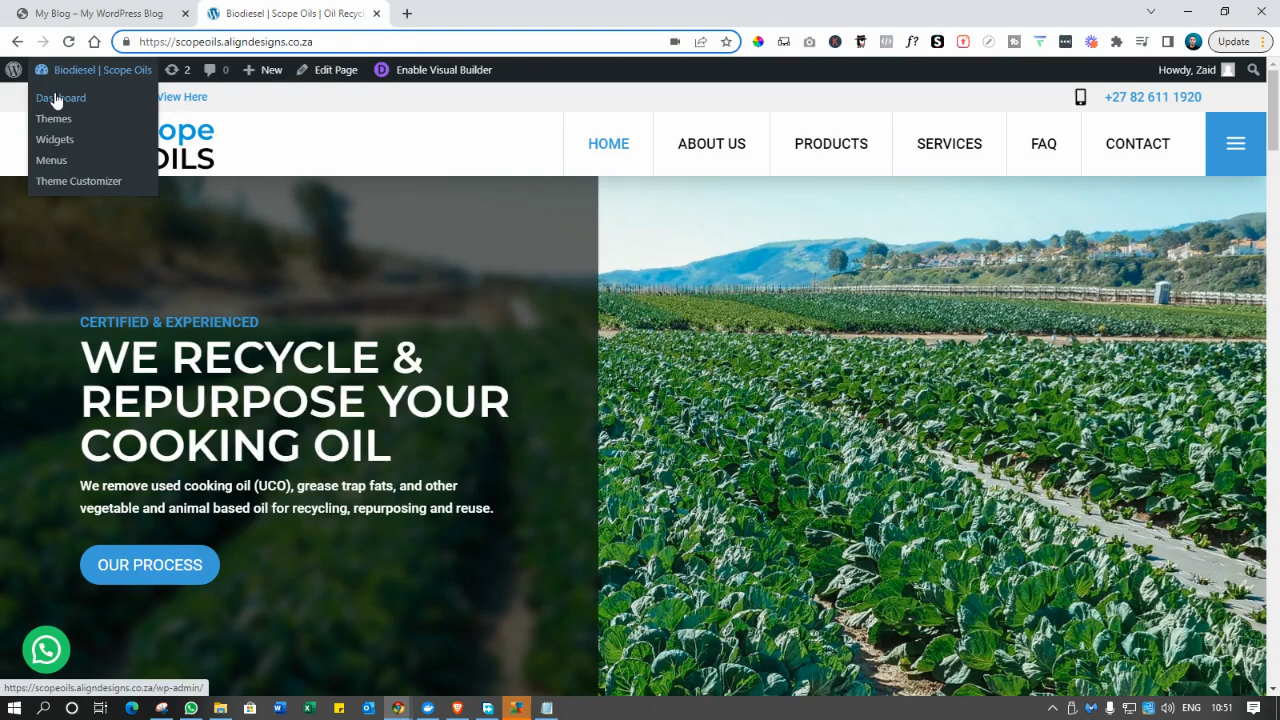 My Blog – My WordPress Blog
Biodiesel | Scope Oils | Oil Recyc
https://scopeoils.aligndesigns.co.za
Update
Biodiesel | Scope Oils
2
0
New
Edit Page
Enable Visual Builder
Howdy, Zaid
Dashboard
Themes
Widgets
Menus
Theme Customizer
View Here
+27 82 611 1920
ope
OILS
HOME
ABOUT US
PRODUCTS
SERVICES
FAQ
CONTACT
CERTIFIED & EXPERIENCED
WE RECYCLE &
REPURPOSE YOUR
COOKING OIL
We remove used cooking oil (UCO), grease trap fats, and other
vegetable and animal based oil for recycling, repurposing and reuse.
OUR PROCESS
https://scopeoils.aligndesigns.co.za/wp-admin/
10:51